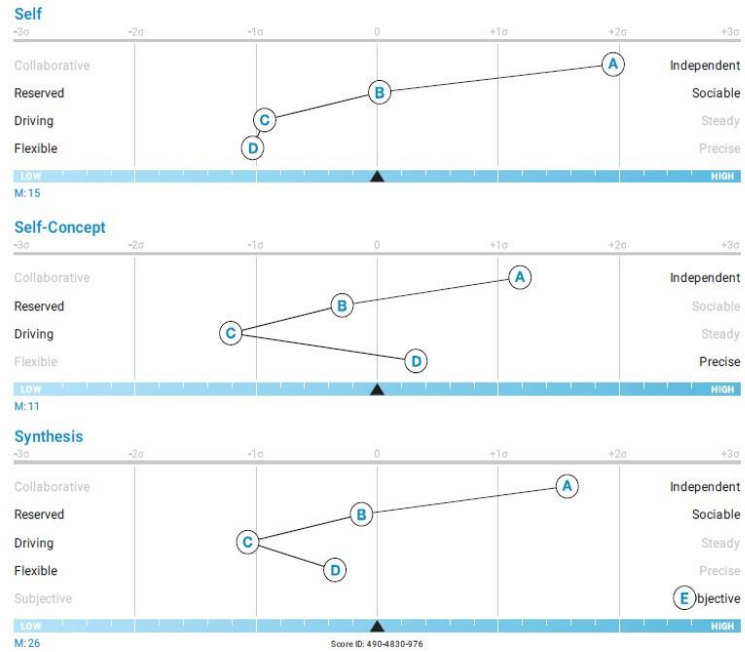 Self
-3σ -2σ -1σ 0 +1σ +2σ +3σ
Collaborative A Independent
Reserved B Sociable
Driving C Steady
Flexible D Precise
LOW HIGH
M: 15
Self-Concept
-3σ -2σ -1σ 0 +1σ +2σ +3σ
Collaborative A Independent
Reserved B Sociable
Driving C Steady
Flexible D Precise
LOW HIGH
M: 11
Synthesis
-3σ -2σ -1σ 0 +1σ +2σ +3σ
Collaborative A Independent
Reserved B Sociable
Driving C Steady
Flexible D Precise
Subjective E bjective
LOW HIGH
M: 26 Score ID: 490-4830-976